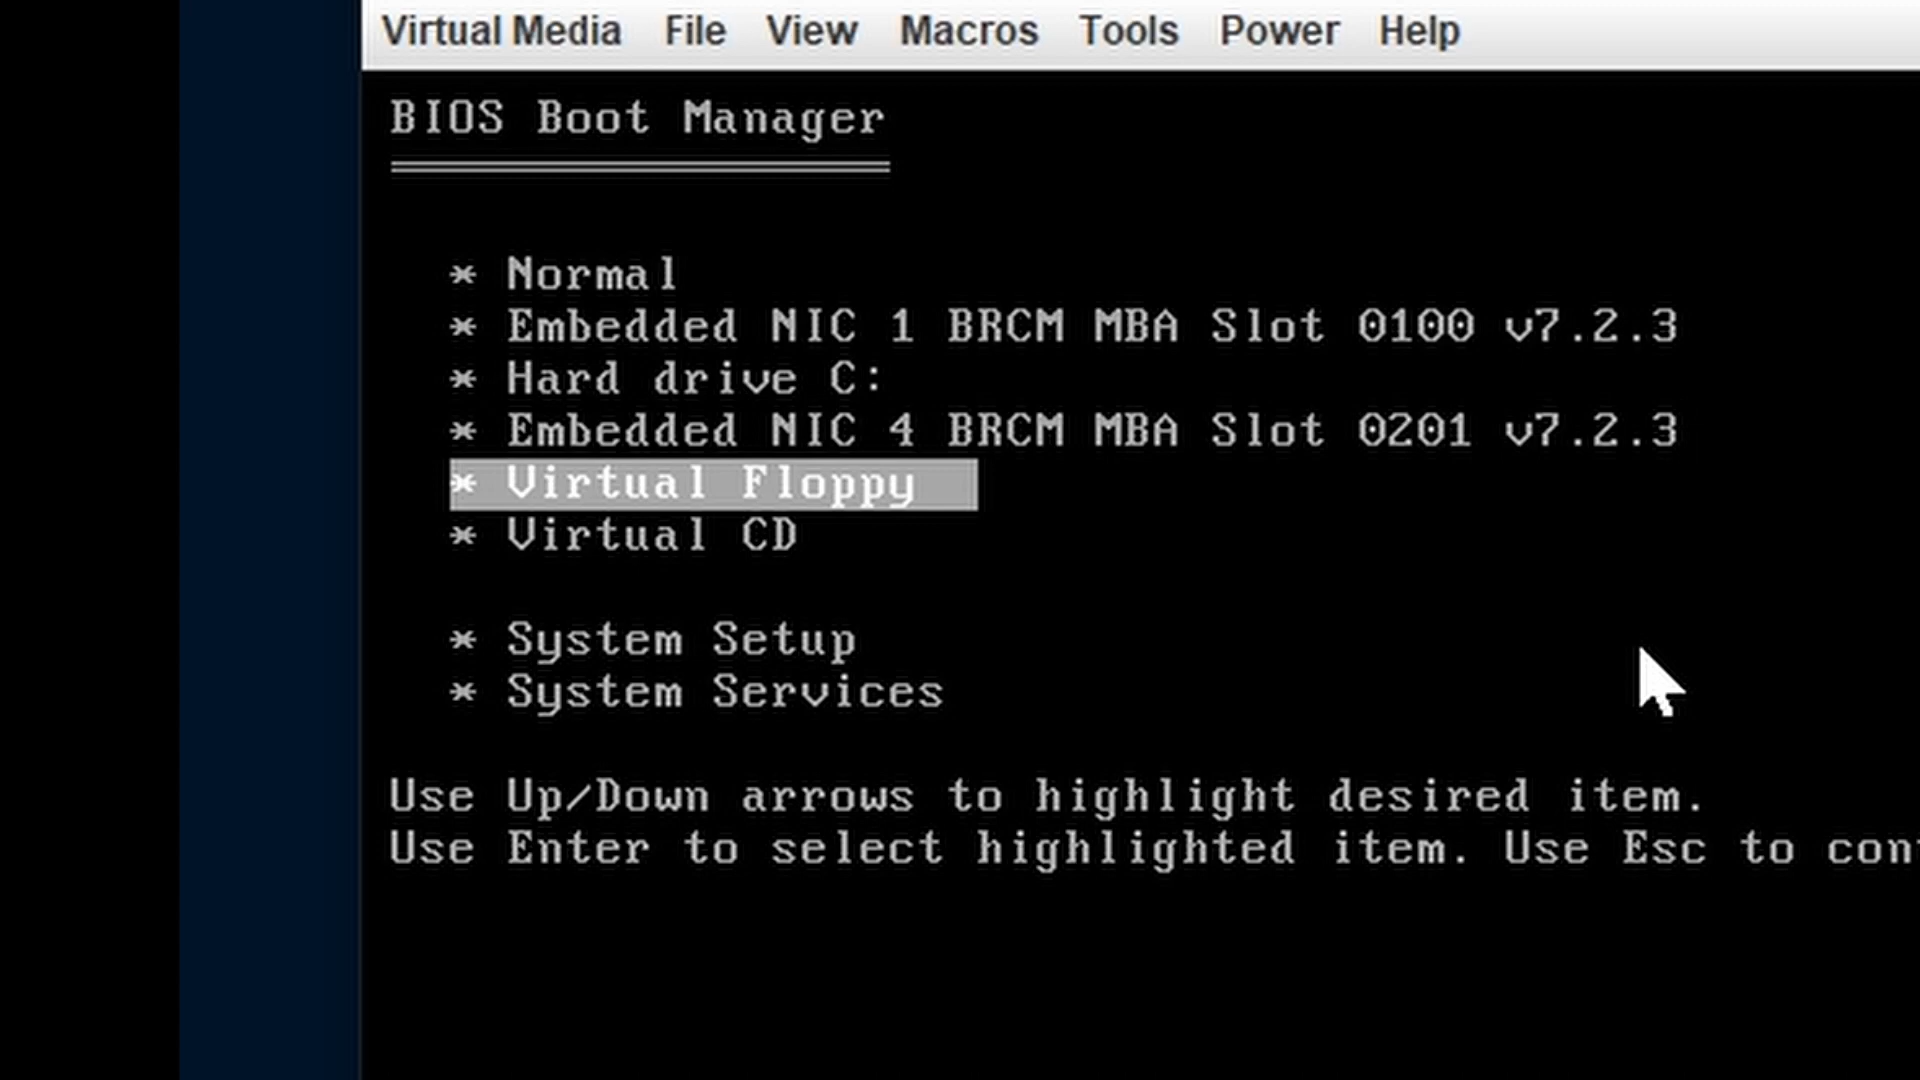 Virtual Media File View Macros Tools Power Help
BIOS Boot Manager
* Normal
* Embedded NIC 1 BRCM MBA Slot 0100 v7.2.3
* Hard drive C:
* Embedded NIC 4 BRCM MBA Slot 0201 v7.2.3
* Virtual Floppy
* Virtual CD
* System Setup
* System Services
Use Up/Down arrows to highlight desired item.
Use Enter to select highlighted item. Use Esc to